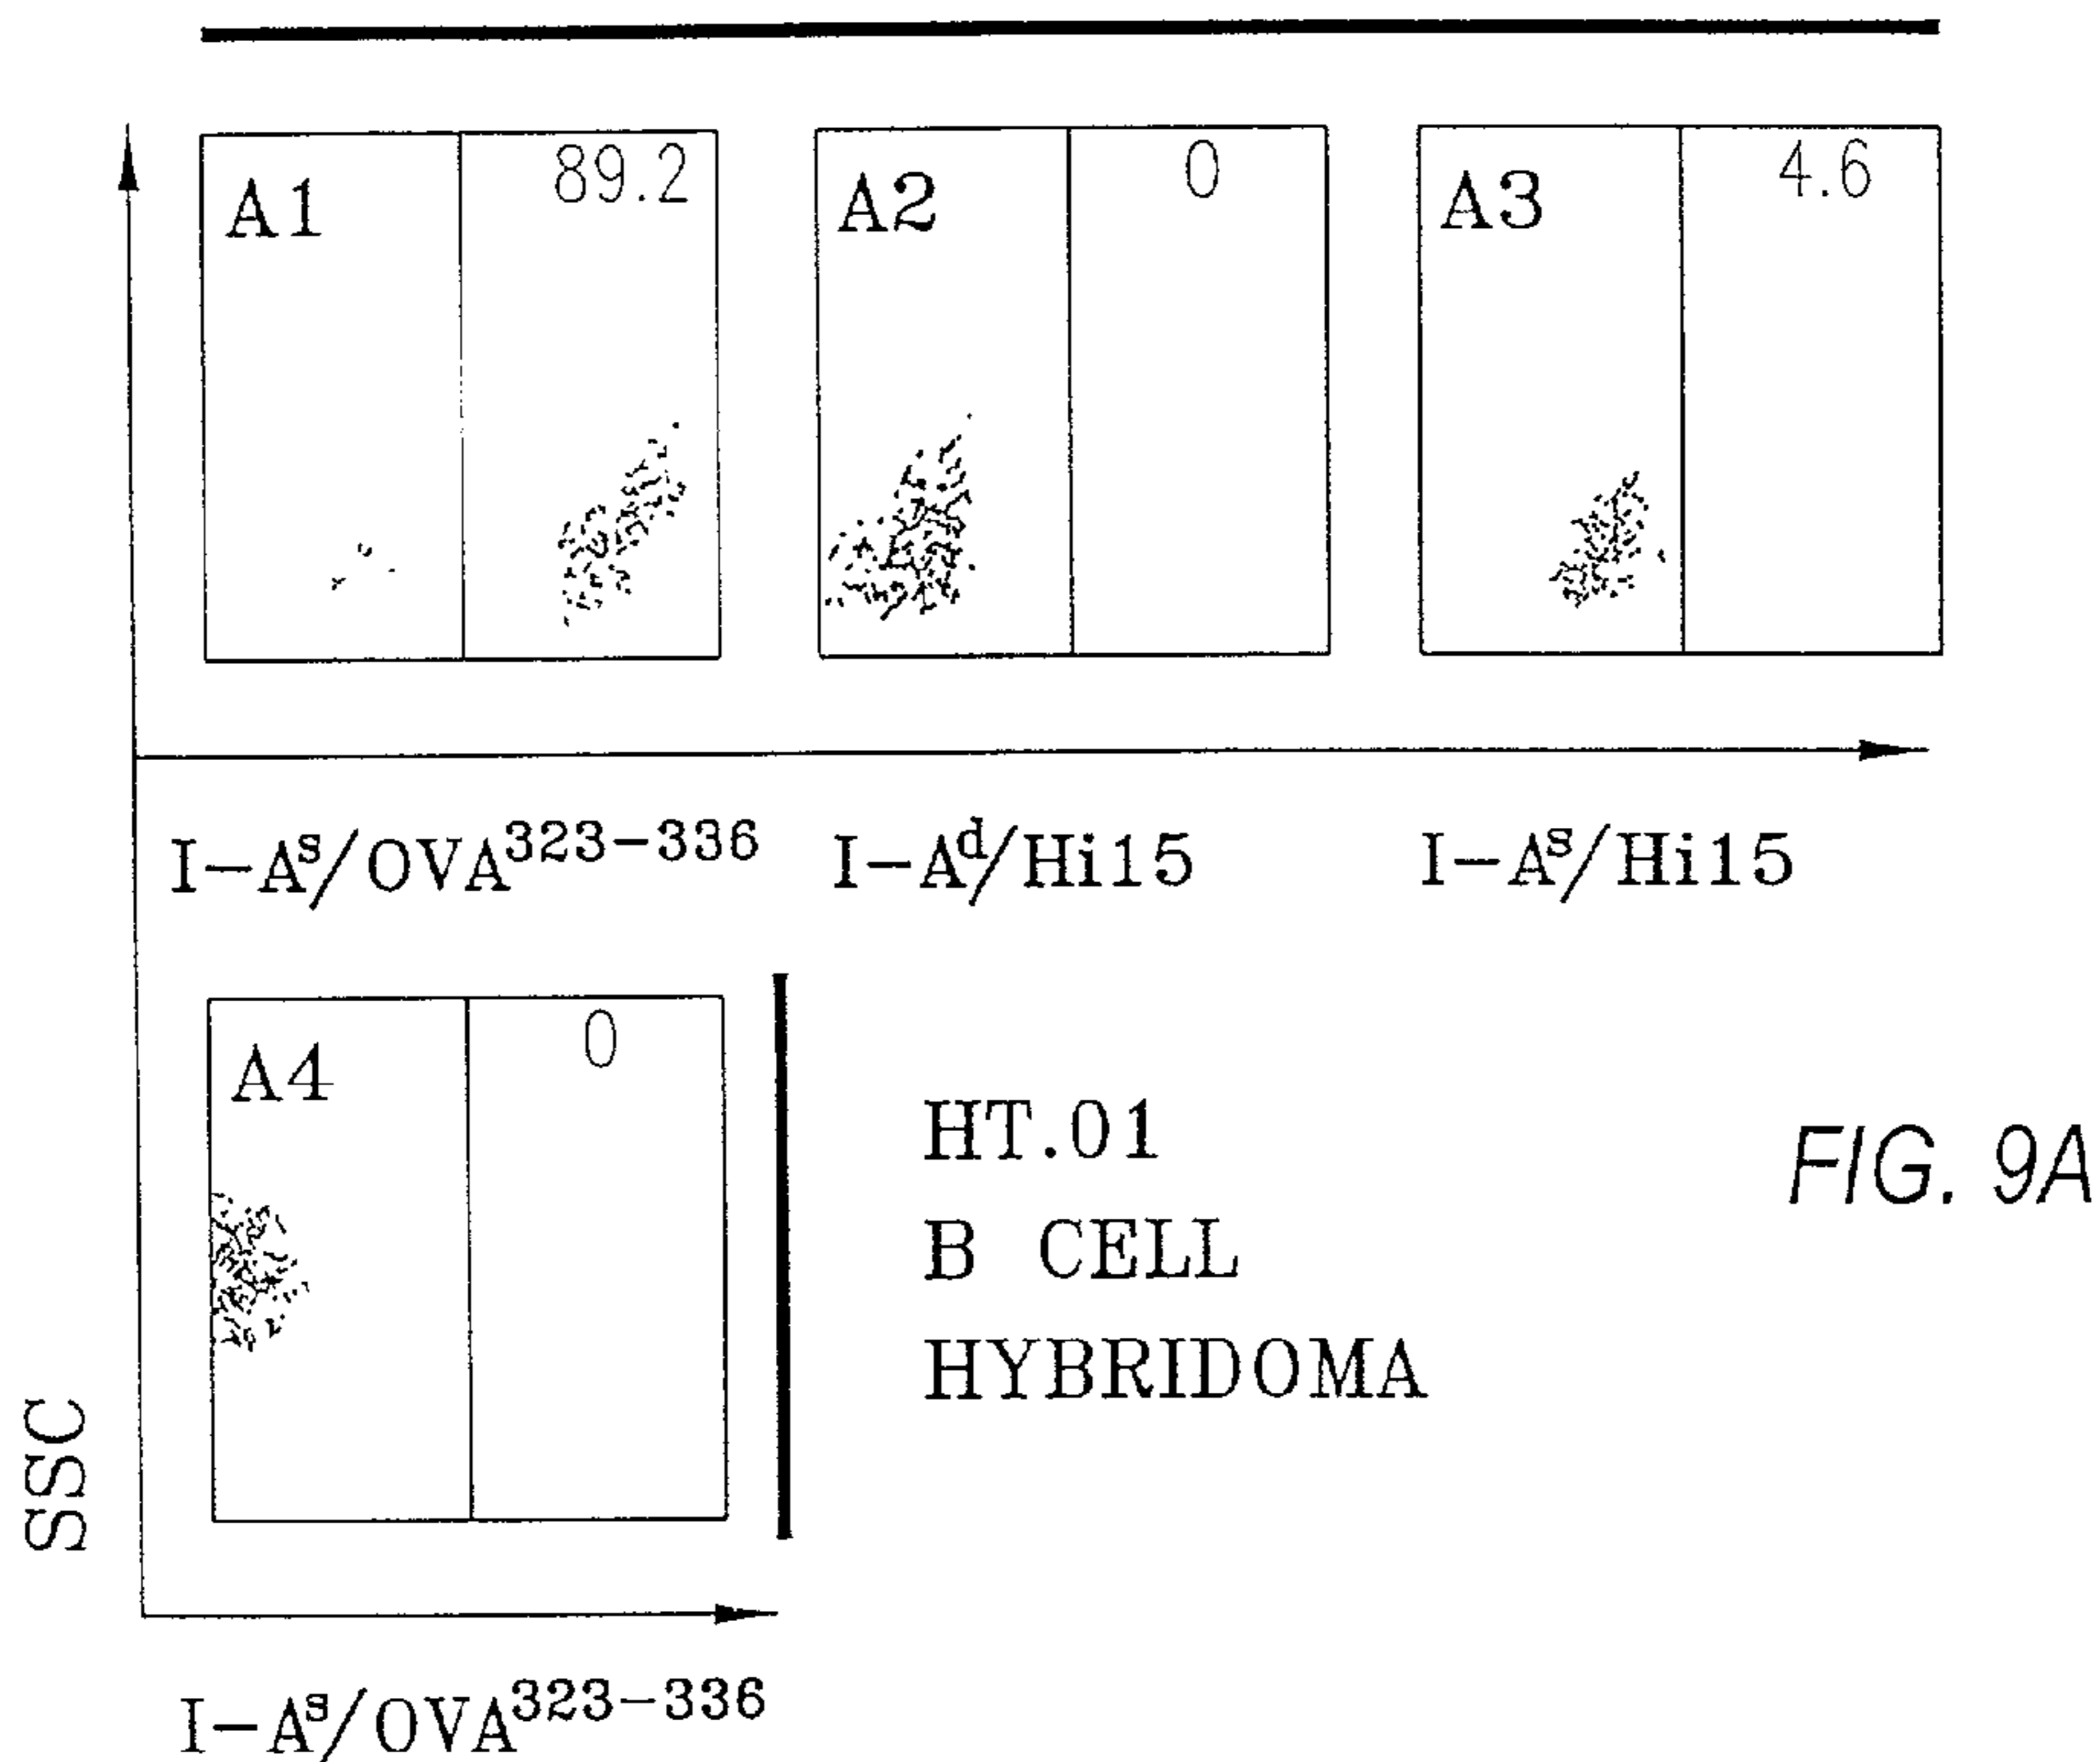 A1 89.2
A2 0
A3 4.6
I-Aˢ/OVA³²³⁻³³⁶
I-Aᵈ/Hi15
I-Aˢ/Hi15
A4 0
HT.01
B CELL
HYBRIDOMA
FIG. 9A
SSC
I-Aˢ/OVA³²³⁻³³⁶